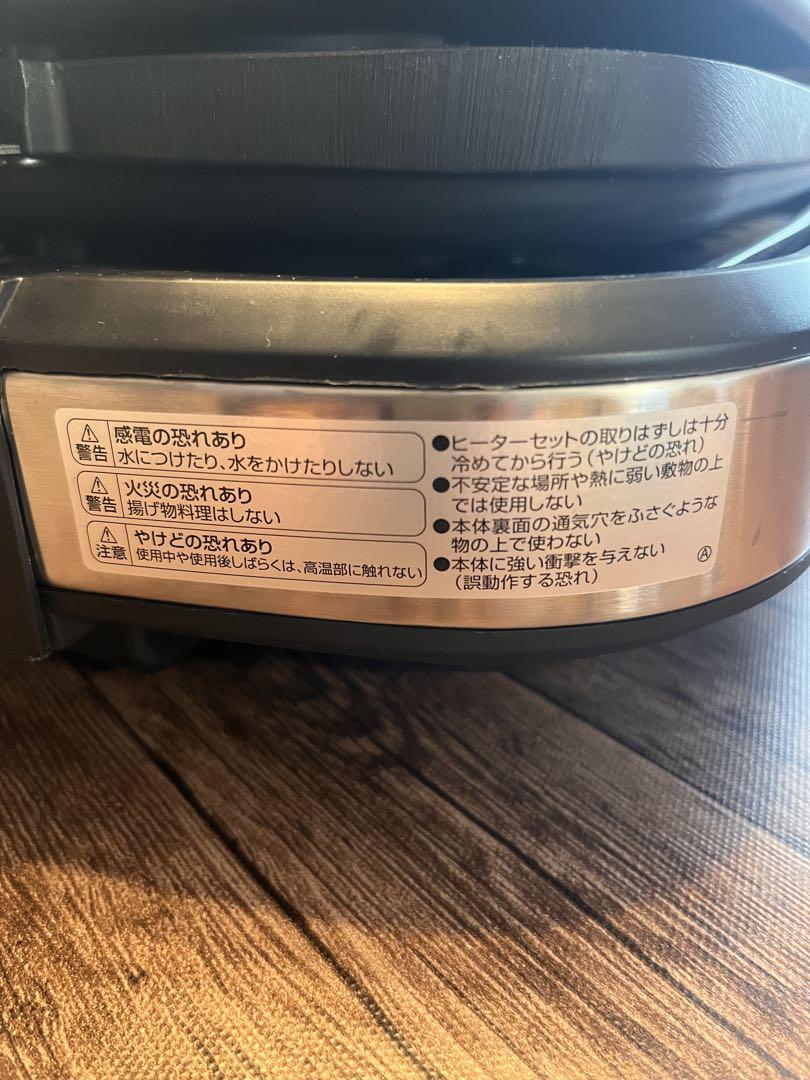 ⚠警告 感電の恐れあり
水につけたり、水をかけたりしない
⚠警告 火災の恐れあり
揚げ物料理はしない
⚠注意 やけどの恐れあり
使用中や使用後しばらくは、高温部に触れない
●ヒーターセットの取りはずしは十分
冷めてから行う(やけどの恐れ)
●不安定な場所や熱に弱い敷物の上
では使用しない
●本体裏面の通気穴をふさぐような
物の上で使わない
●本体に強い衝撃を与えない
(誤動作する恐れ)
Ⓐ